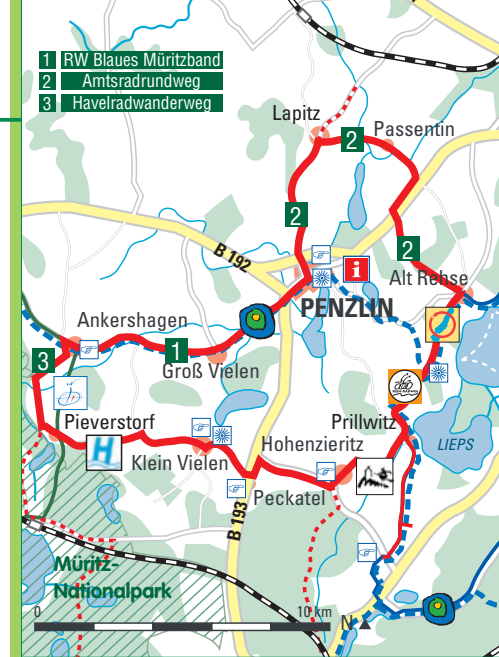 1 RW Blaues Müritzband
2 Amtsradrundweg
3 Havelradwanderweg
Lapitz
2
Passentin
2
2
B 192
i
Alt Rehse
PENZLIN
Ankershagen
1
3
Groß Vielen
Pieverstorf
Prillwitz
H
Klein Vielen
Hohenzieritz
LIEPS
Peckatel
B 193
Müritz-
Nationalpark
0
10 km
N